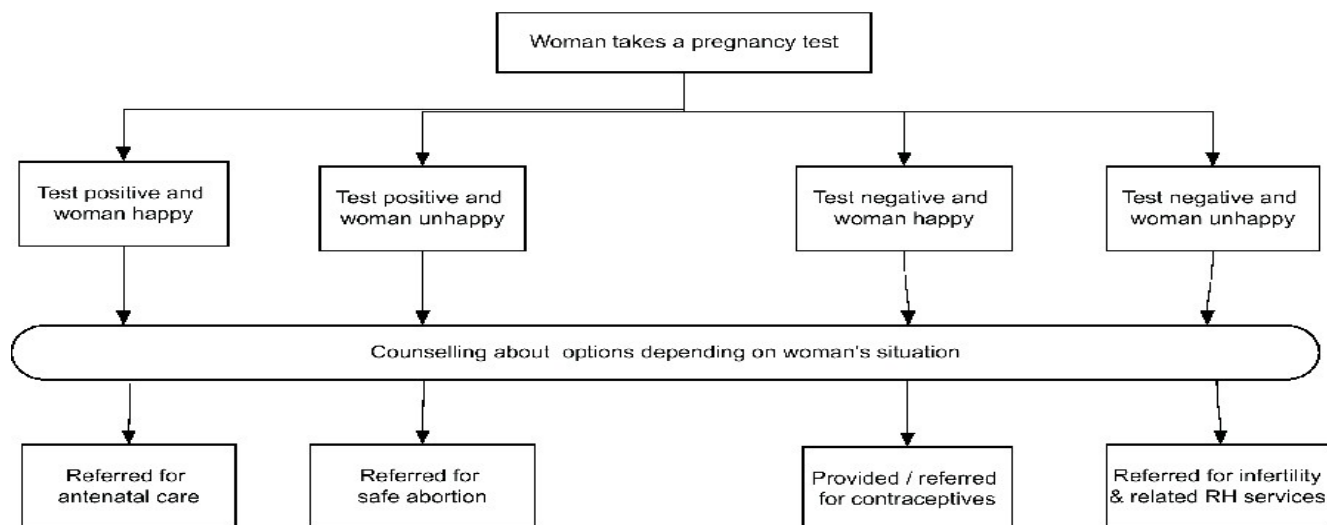 Woman takes a pregnancy test
Test positive and
woman happy
Test positive and
woman unhappy
Test negative and
woman happy
Test negative and
woman unhappy
Counselling about options depending on woman's situation
Referred for
antenatal care
Referred for
safe abortion
Provided / referred
for contraceptives
Referred for infertility
& related RH services